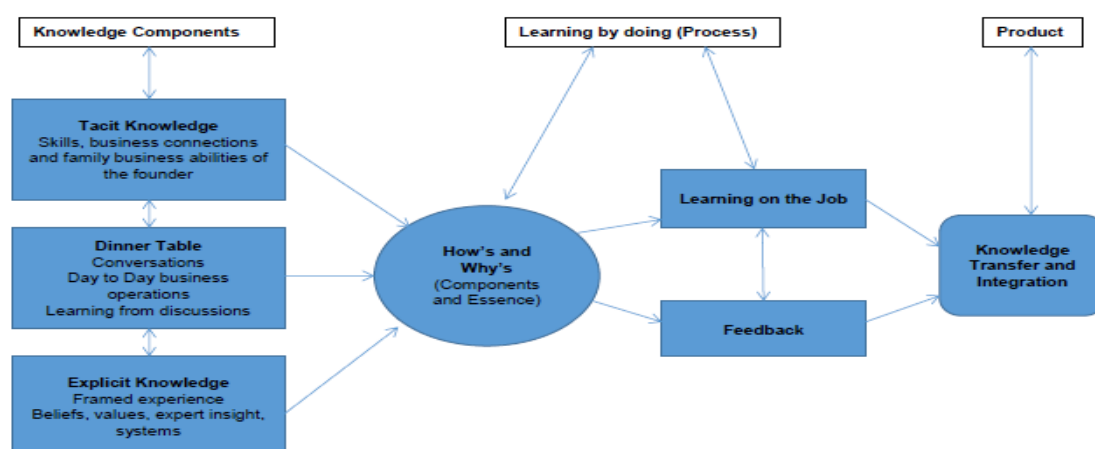 Knowledge Components
Learning by doing (Process)
Product
Tacit Knowledge
Skills, business connections
and family business abilities of
the founder
Dinner Table
Conversations
Day to Day business
operations
Learning from discussions
Explicit Knowledge
Framed experience
Beliefs, values, expert insight,
systems
How's and
Why's
(Components
and Essence)
Learning on the Job
Feedback
Knowledge
Transfer and
Integration